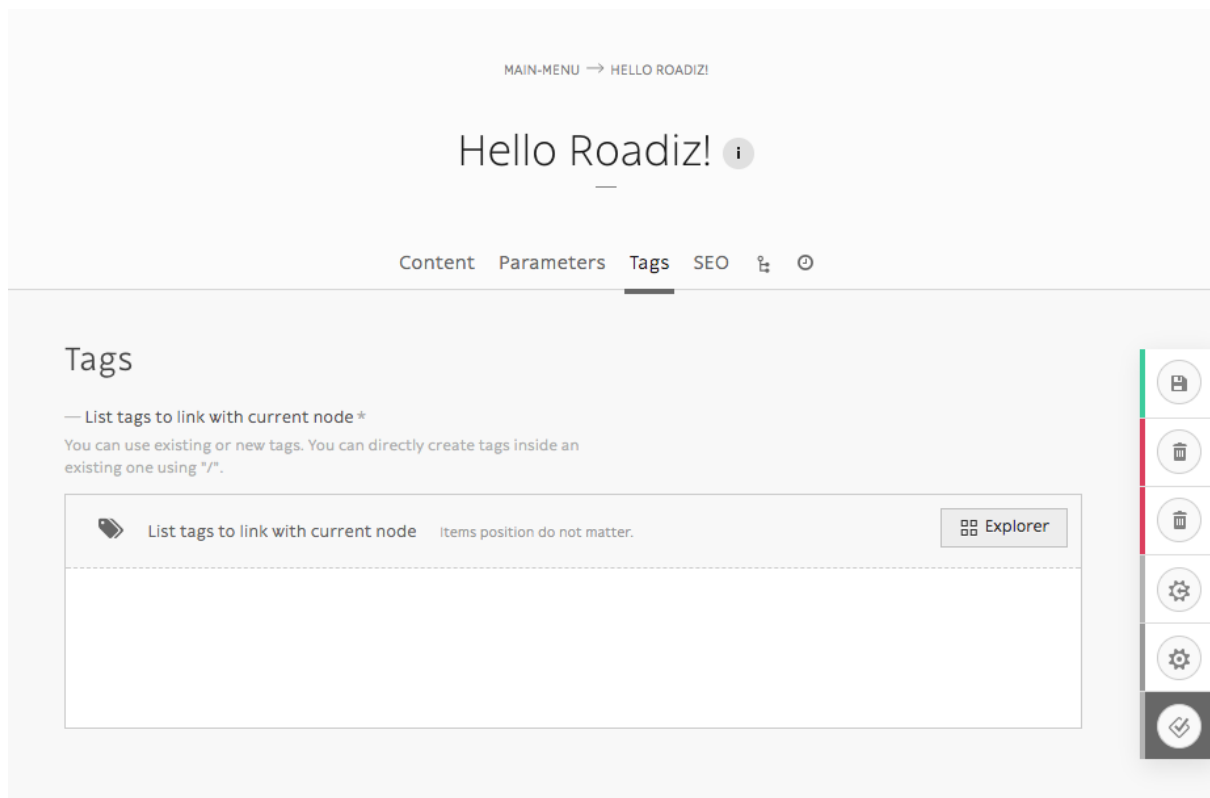 MAIN-MENU → HELLO ROADIZ!
Hello Roadiz! i
Content Parameters Tags SEO
Tags
— List tags to link with current node *
You can use existing or new tags. You can directly create tags inside an
existing one using "/".
List tags to link with current node Items position do not matter. Explorer